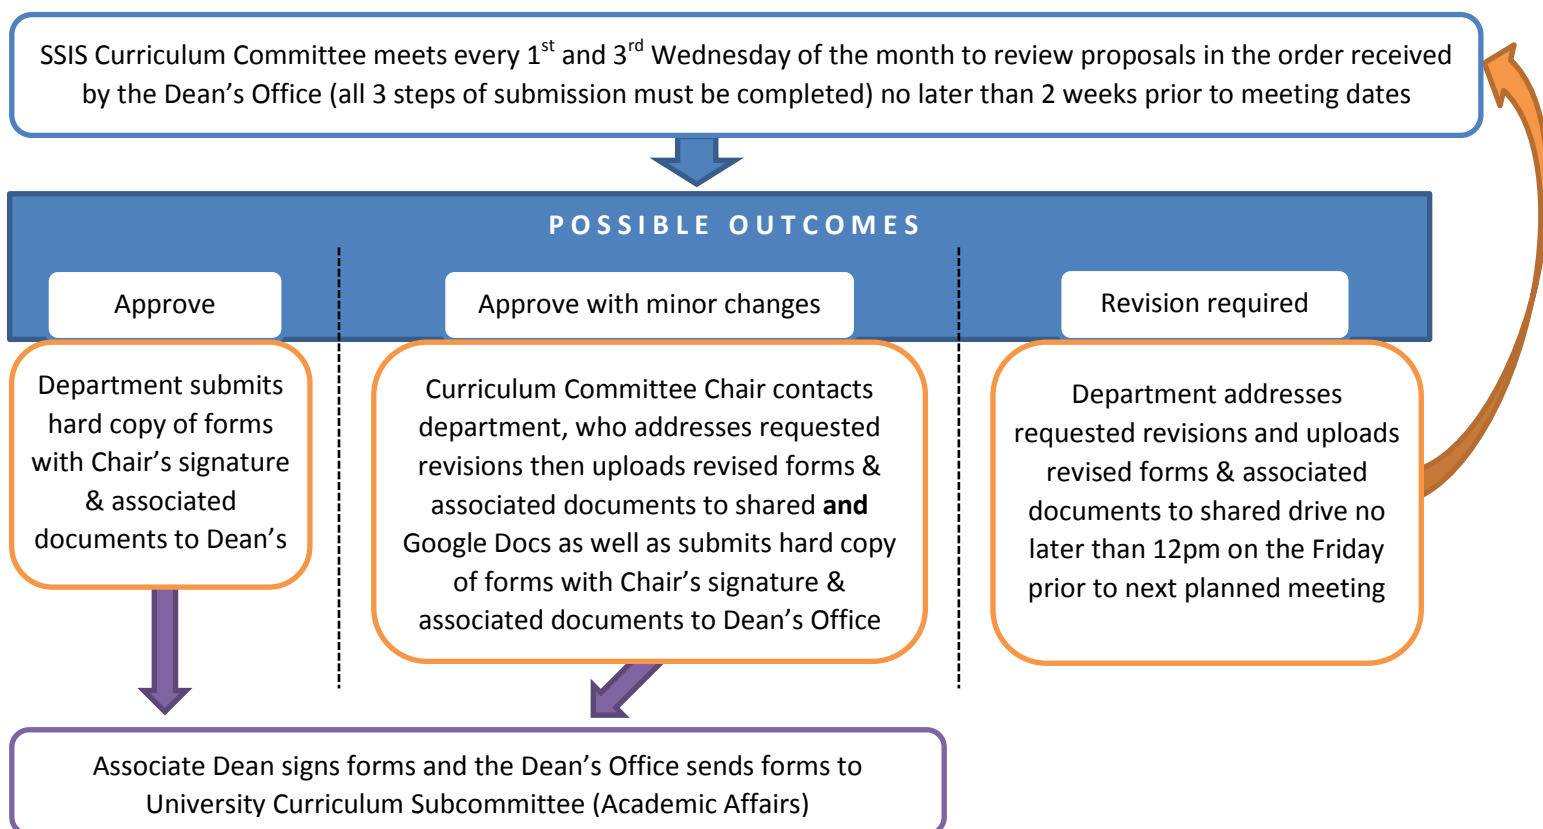 SSIS Curriculum Committee meets every 1st and 3rd Wednesday of the month to review proposals in the order received
by the Dean’s Office (all 3 steps of submission must be completed) no later than 2 weeks prior to meeting dates
POSSIBLE OUTCOMES
Approve
Department submits
hard copy of forms
with Chair’s signature
& associated
documents to Dean’s
Approve with minor changes
Curriculum Committee Chair contacts
department, who addresses requested
revisions then uploads revised forms &
associated documents to shared and
Google Docs as well as submits hard copy
of forms with Chair’s signature &
associated documents to Dean’s Office
Revision required
Department addresses
requested revisions and uploads
revised forms & associated
documents to shared drive no
later than 12pm on the Friday
prior to next planned meeting
Associate Dean signs forms and the Dean’s Office sends forms to
University Curriculum Subcommittee (Academic Affairs)